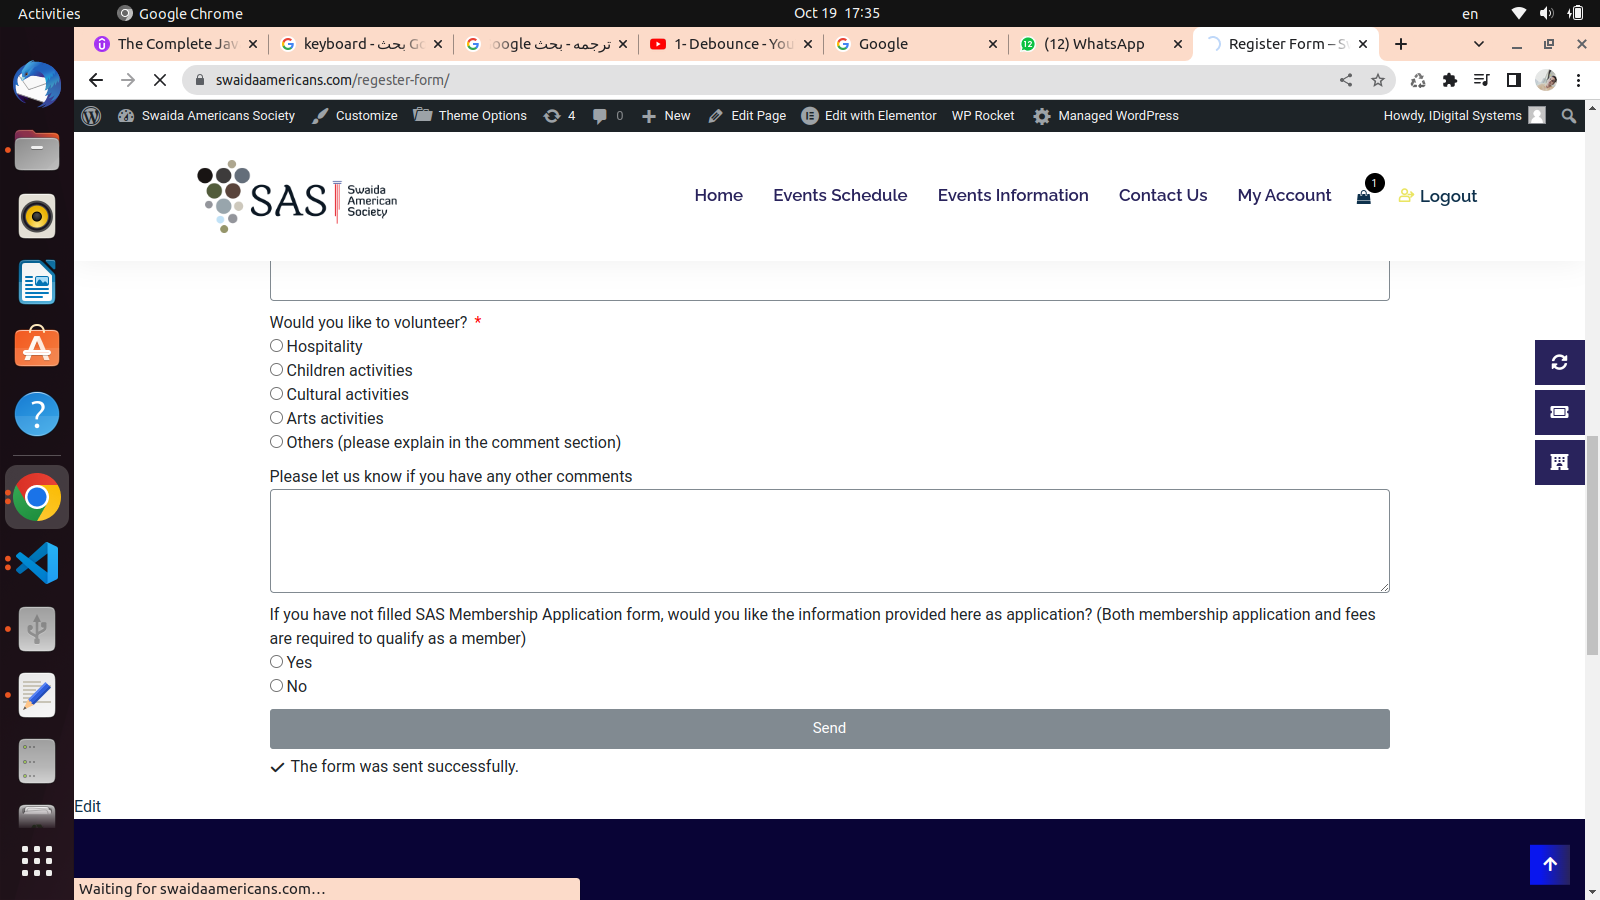 Activities
Google Chrome
Oct 19 17:35
en
The Complete Jav
keyboard - بحث Go
ترجمه - بحث oogle
1- Debounce - You
Google
(12) WhatsApp
Register Form – Sv
swaidaamericans.com/regester-form/
Swaida Americans Society
Customize
Theme Options
4
0
New
Edit Page
Edit with Elementor
WP Rocket
Managed WordPress
Howdy, IDigital Systems
SAS
Swaida
American
Society
Home
Events Schedule
Events Information
Contact Us
My Account
1
Logout
Would you like to volunteer? *
Hospitality
Children activities
Cultural activities
Arts activities
Others (please explain in the comment section)
Please let us know if you have any other comments
If you have not filled SAS Membership Application form, would you like the information provided here as application? (Both membership application and fees
are required to qualify as a member)
Yes
No
Send
The form was sent successfully.
Edit
Waiting for swaidaamericans.com...